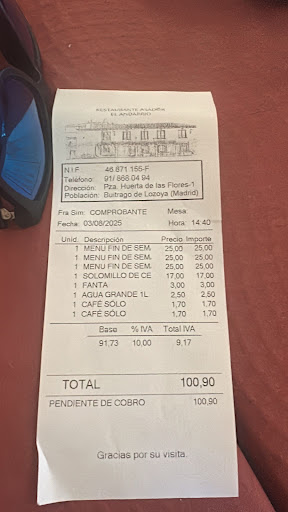 RESTAURANTE ASADOR
EL ANDARRIO
N.I.F. 46 871 155-F
Teléfono: 91/ 868 04 94
Dirección: Pza. Huerta de las Flores-1
Población: Buitrago de Lozoya (Madrid)
Fra Sim: COMPROBANTE Mesa
Fecha: 03/08/2025 Hora: 14:40
Unid. Descripción Precio Importe
1 MENU FIN DE SEM. 25,00 25,00
1 MENU FIN DE SEM. 25,00 25,00
1 MENU FIN DE SEM. 25,00 25,00
1 SOLOMILLO DE CE 17,00 17,00
1 FANTA 3,00 3,00
1 AGUA GRANDE 1L 2,50 2,50
1 CAFÉ SÓLO 1,70 1,70
1 CAFÉ SÓLO 1,70 1,70
Base % IVA Total IVA
91,73 10,00 9,17
TOTAL 100,90
PENDIENTE DE COBRO 100,90
Gracias por su visita.